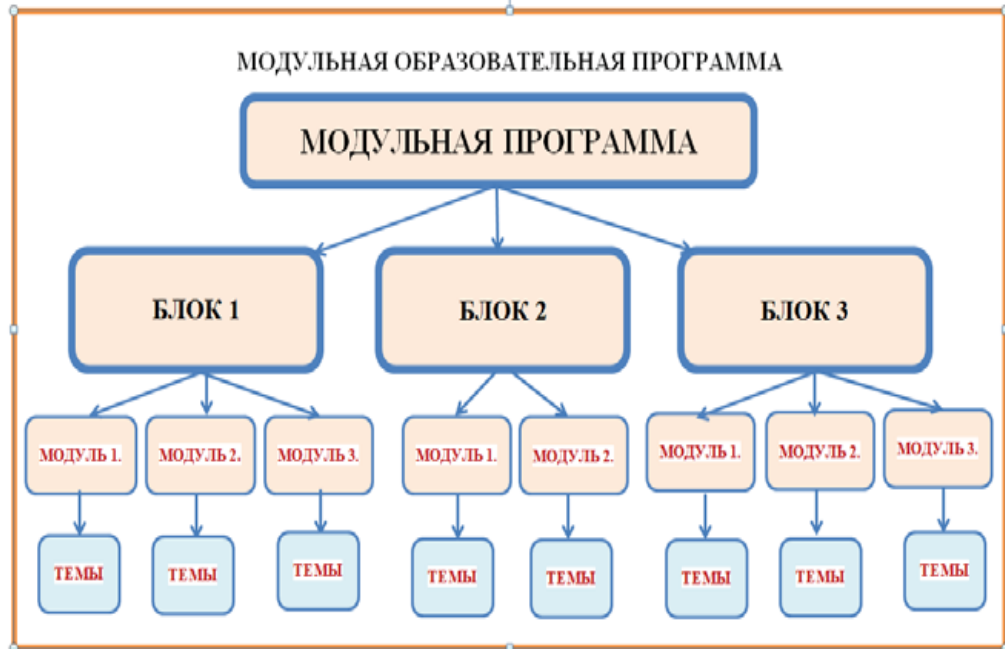 МОДУЛЬНАЯ ОБРАЗОВАТЕЛЬНАЯ ПРОГРАММА
МОДУЛЬНАЯ ПРОГРАММА
БЛОК 1
БЛОК 2
БЛОК 3
МОДУЛЬ 1.
МОДУЛЬ 2.
МОДУЛЬ 3.
МОДУЛЬ 1.
МОДУЛЬ 2.
МОДУЛЬ 1.
МОДУЛЬ 2.
МОДУЛЬ 3.
ТЕМЫ
ТЕМЫ
ТЕМЫ
ТЕМЫ
ТЕМЫ
ТЕМЫ
ТЕМЫ
ТЕМЫ